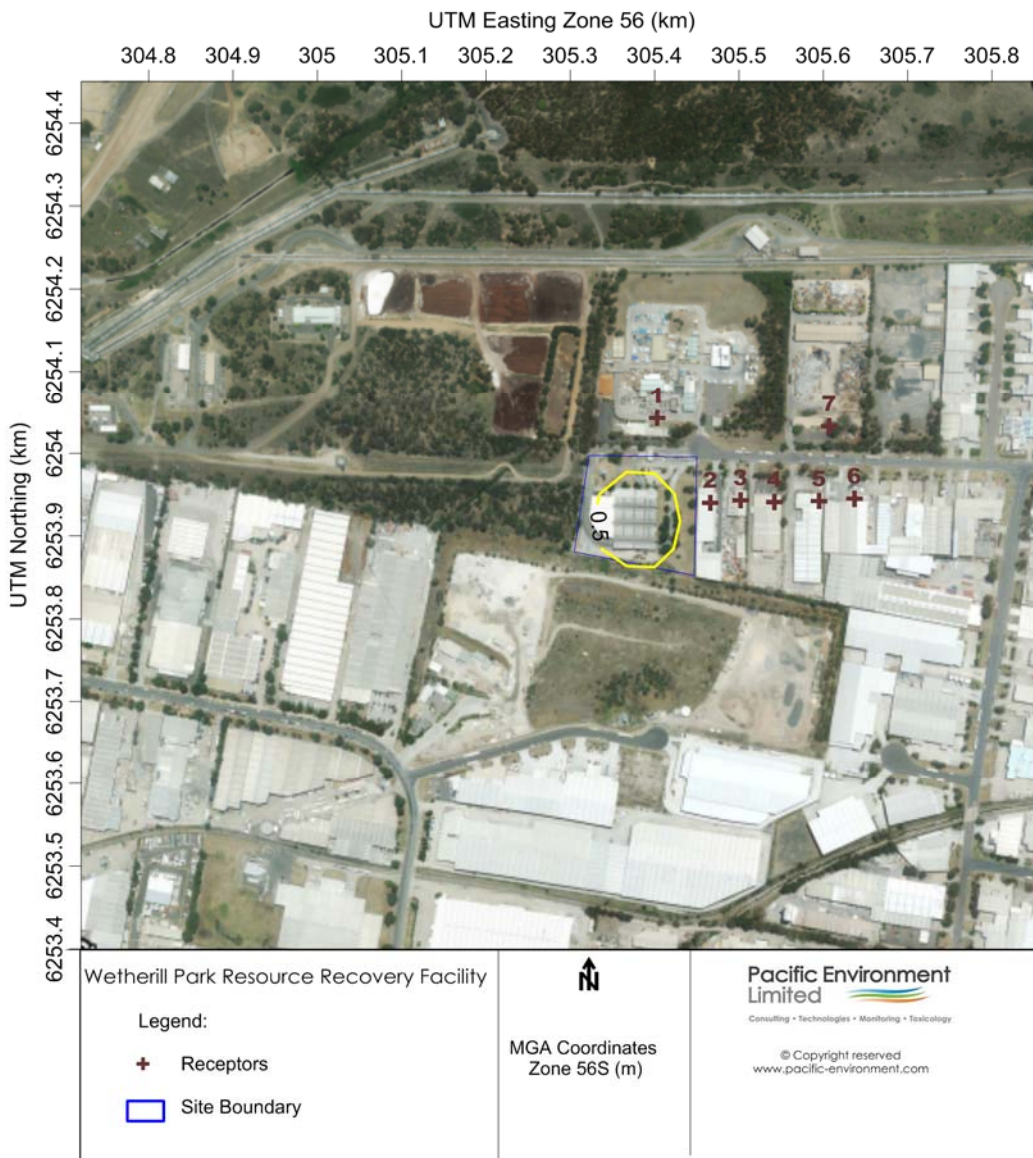 UTM Easting Zone 56 (km)
304.8 304.9 305 305.1 305.2 305.3 305.4 305.5 305.6 305.7 305.8
UTM Northing (km)
6254.4
6254.3
6254.2
6254.1
6254
6253.9
6253.8
6253.7
6253.6
6253.5
6253.4
1
7
2 3 4 5 6
0.5
Wetherill Park Resource Recovery Facility
Legend:
Receptors
Site Boundary
N
MGA Coordinates
Zone 56S (m)
Pacific Environment
Limited
Consulting • Technologies • Monitoring • Toxicology
© Copyright reserved
www.pacific-environment.com